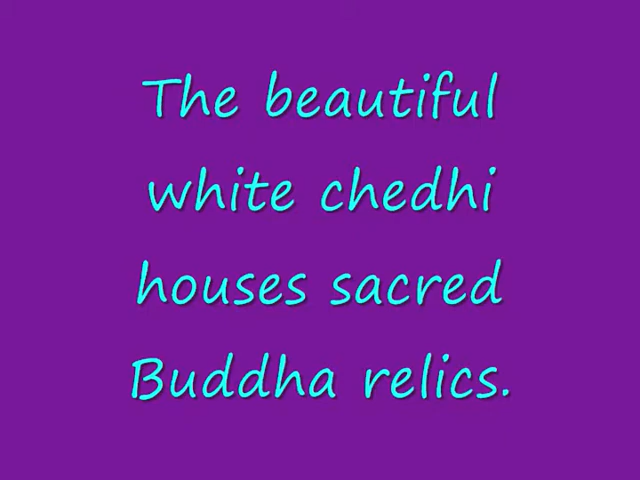 The beautiful
white chedhi
houses sacred
Buddha relics.